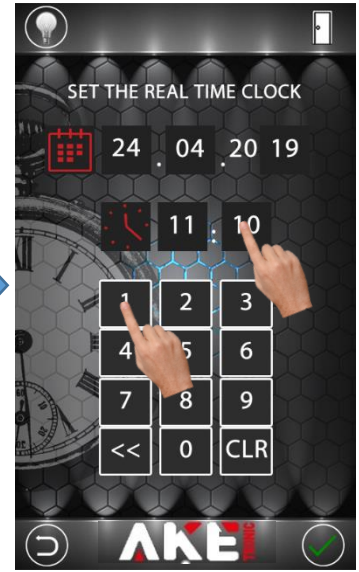 SET THE REAL TIME CLOCK
24 . 04 . 20 19
11 : 10
1 2 3
4 5 6
7 8 9
<< 0 CLR
AKE TRONIC